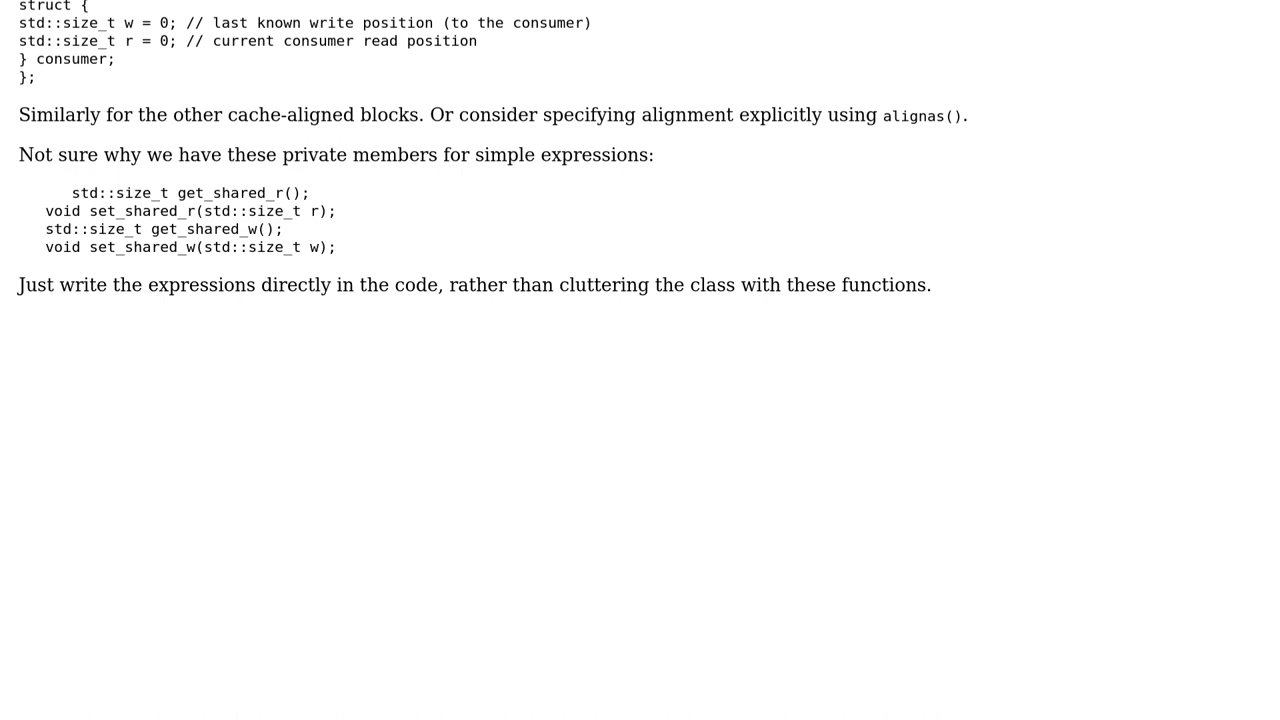 struct {
std::size_t w = 0; // last known write position (to the consumer)
std::size_t r = 0; // current consumer read position
} consumer;
};
Similarly for the other cache-aligned blocks. Or consider specifying alignment explicitly using alignas().
Not sure why we have these private members for simple expressions:
std::size_t get_shared_r();
void set_shared_r(std::size_t r);
std::size_t get_shared_w();
void set_shared_w(std::size_t w);
Just write the expressions directly in the code, rather than cluttering the class with these functions.